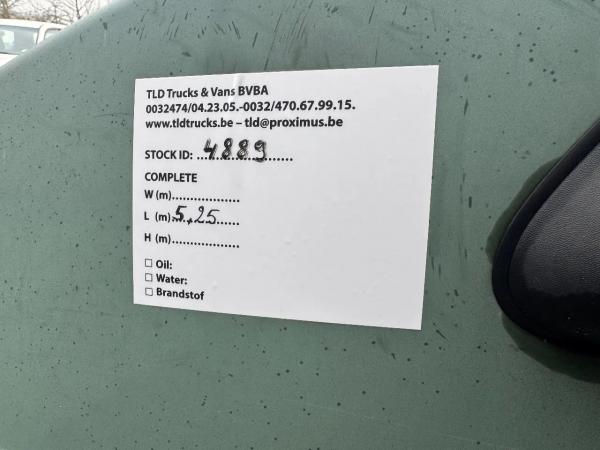 TLD Trucks & Vans BVBA
0032474/04.23.05.-0032/470.67.99.15.
www.tldtrucks.be – tld@proximus.be
STOCK ID: ...4889.......
COMPLETE
W (m)..................
L (m): 5,25
H (m)..................
☐ Oil:
☐ Water:
☐ Brandstof